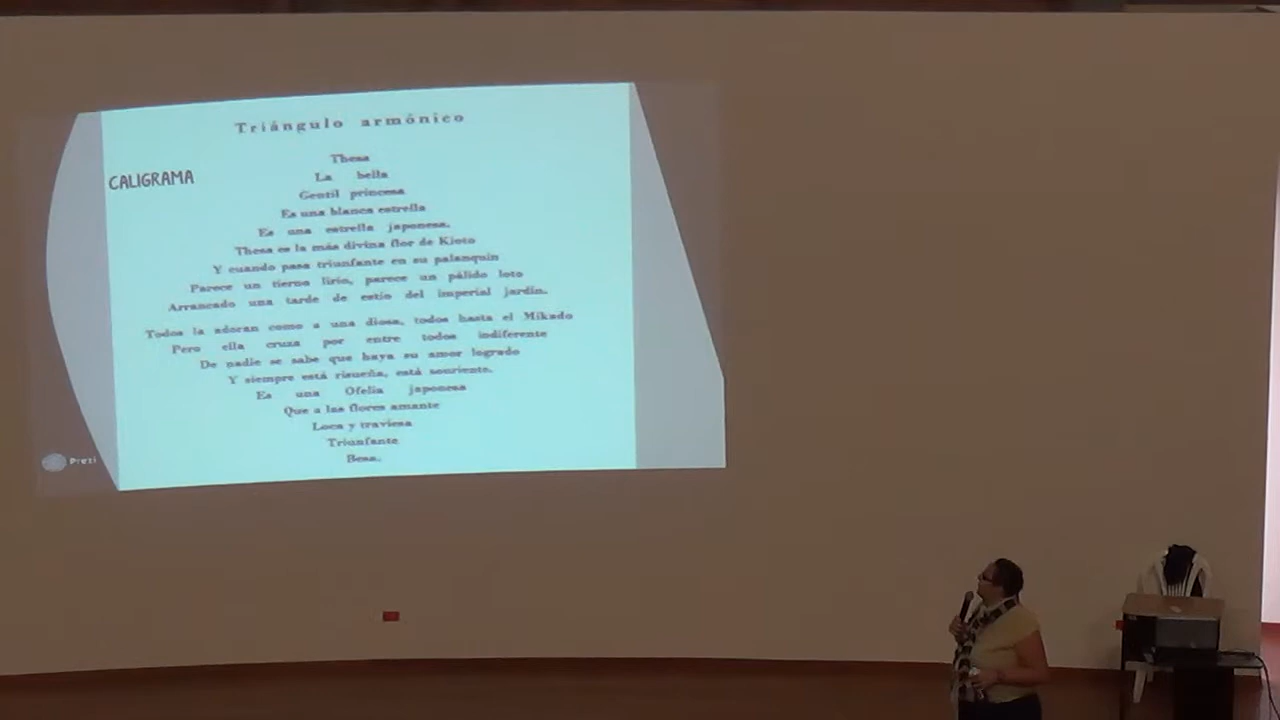 Triángulo armónico
CALIGRAMA
Thesa
La bella
Gentil princesa
Es una blanca estrella
Es una estrella japonesa.
Thesa es la más divina flor de Kioto
Y cuando pasa triunfante en su palanquín
Parece un tierno lirio, parece un pálido loto
Arrancado una tarde de estío del imperial jardín.
Todos la adoran como a una diosa, todos hasta el Mikado
Pero ella cruza por entre todos indiferente
De nadie se sabe que haya su amor logrado
Y siempre está risueña, está sonriente.
Es una Ofelia japonesa
Que a las flores amante
Loca y traviesa
Triunfante
Besa.
Prezi